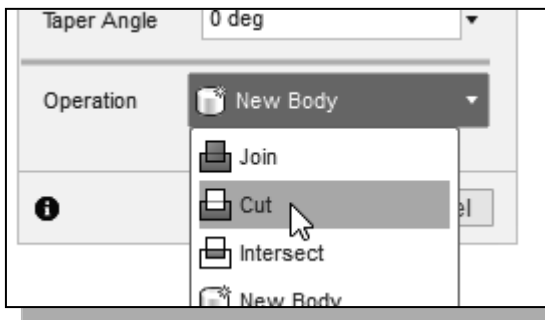 Taper Angle 0 deg
Operation New Body
Join
Cut
Intersect
New Body